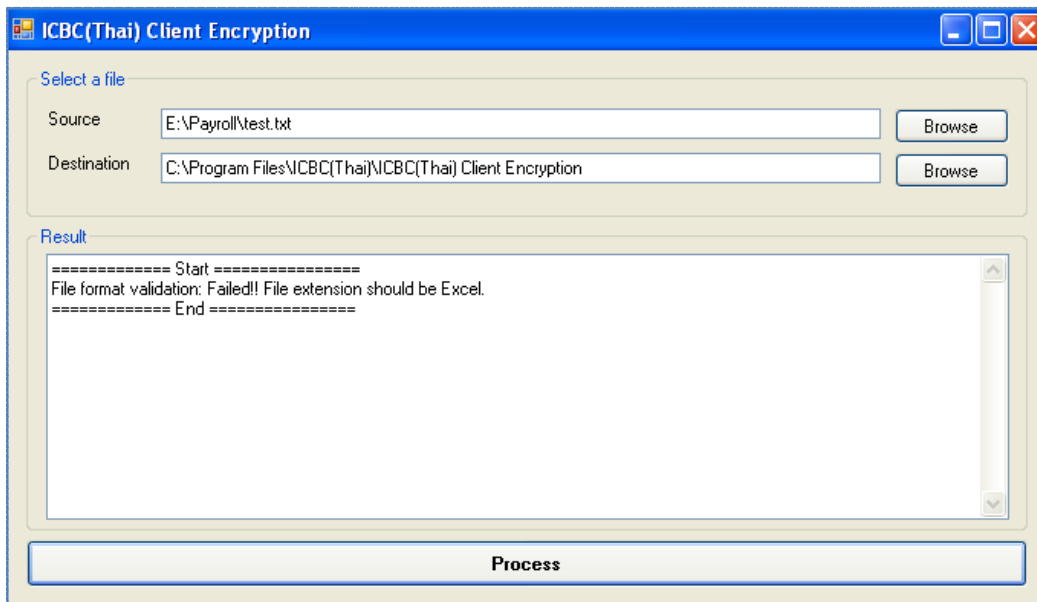 ICBC(Thai) Client Encryption
Select a file
Source E:\Payroll\test.txt Browse
Destination C:\Program Files\ICBC(Thai)\ICBC(Thai) Client Encryption Browse
Result
============= Start ================
File format validation: Failed!! File extension should be Excel.
============= End ================
Process